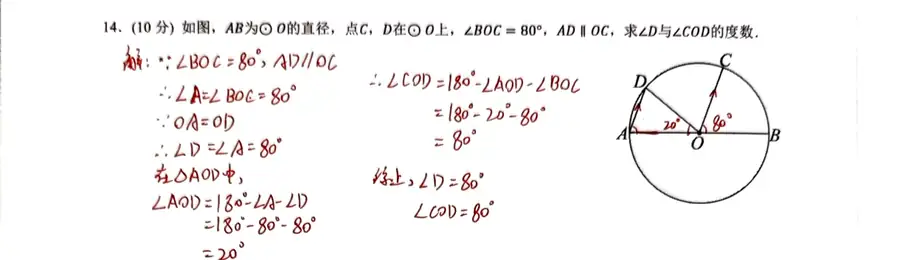 14.(10 分) 如图，AB为⊙O的直径，点C，D在⊙O上，∠BOC = 80°，AD ∥ OC，求∠D与∠COD的度数．
解：∵∠BOC=80°，AD//OC
∴∠A=∠BOC=80°
∵OA=OD
∴∠D=∠A=80°
在△AOD中，
∠AOD=180°-∠A-∠D
=180°-80°-80°
=20°
∴∠COD=180°-∠AOD-∠BOC
=180°-20°-80°
=80°
综上，∠D=80°
∠COD=80°
C
D
A
20°
80°
B
O